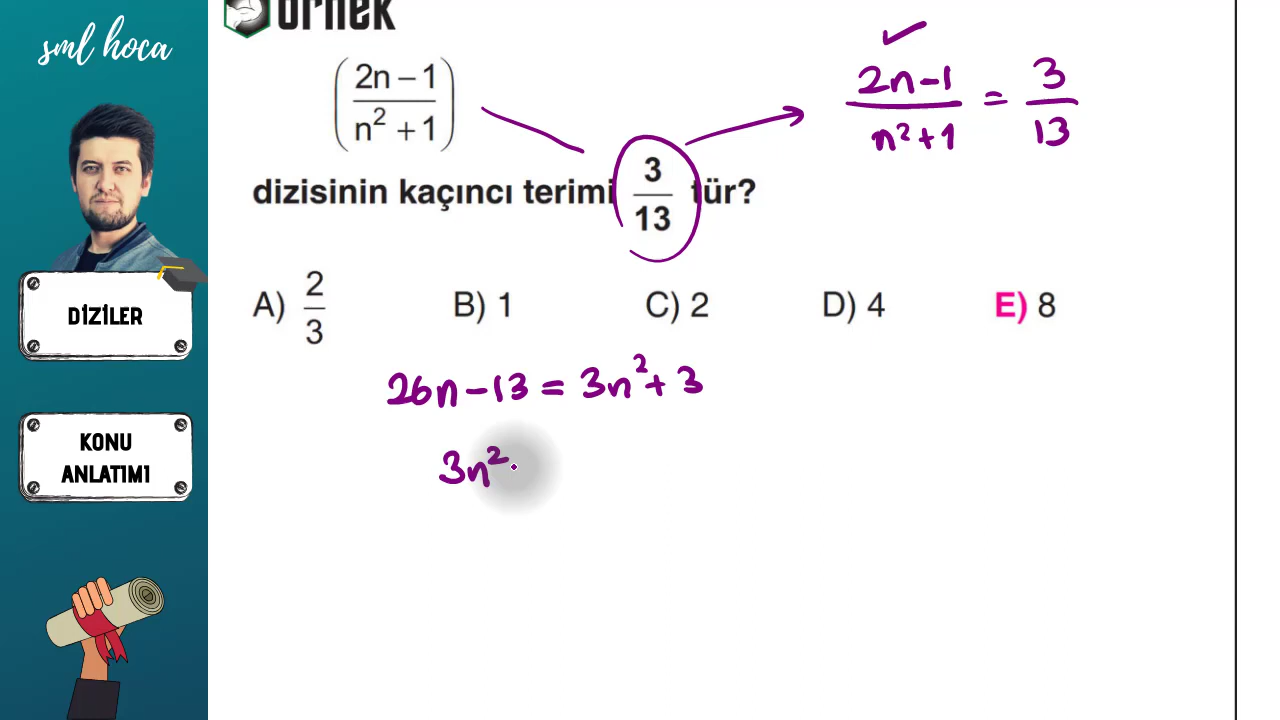 sml hoca
örnek
(2n − 1 / n² + 1)
2n − 1 / n² + 1 = 3 / 13
dizisinin kaçıncı terimi 3/13 tür?
A) 2/3 B) 1 C) 2 D) 4 E) 8
26n − 13 = 3n² + 3
3n²
DİZİLER
KONU
ANLATIMI